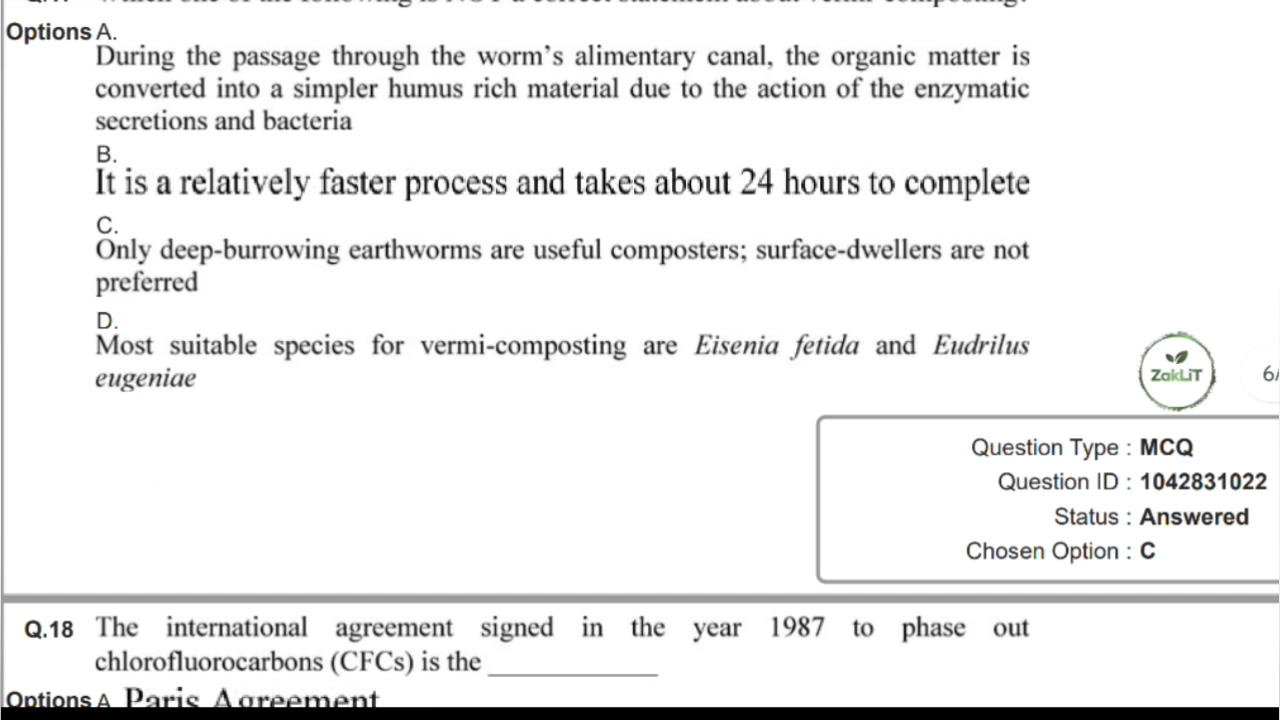 Options A.
During the passage through the worm's alimentary canal, the organic matter is
converted into a simpler humus rich material due to the action of the enzymatic
secretions and bacteria
B.
It is a relatively faster process and takes about 24 hours to complete
C.
Only deep-burrowing earthworms are useful composters; surface-dwellers are not
preferred
D.
Most suitable species for vermi-composting are Eisenia fetida and Eudrilus
eugeniae
ZakLiT
6/
Question Type : MCQ
Question ID : 1042831022
Status : Answered
Chosen Option : C
Q.18 The international agreement signed in the year 1987 to phase out
chlorofluorocarbons (CFCs) is the __________
Options A. Paris Agreement